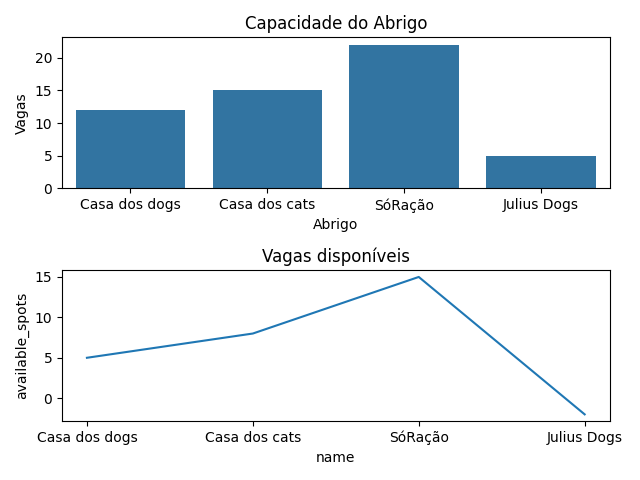 Capacidade do Abrigo
Vagas
20
15
10
5
0
Casa dos dogs Casa dos cats SóRação Julius Dogs
Abrigo
Vagas disponíveis
available_spots
15
10
5
0
Casa dos dogs Casa dos cats SóRação Julius Dogs
name